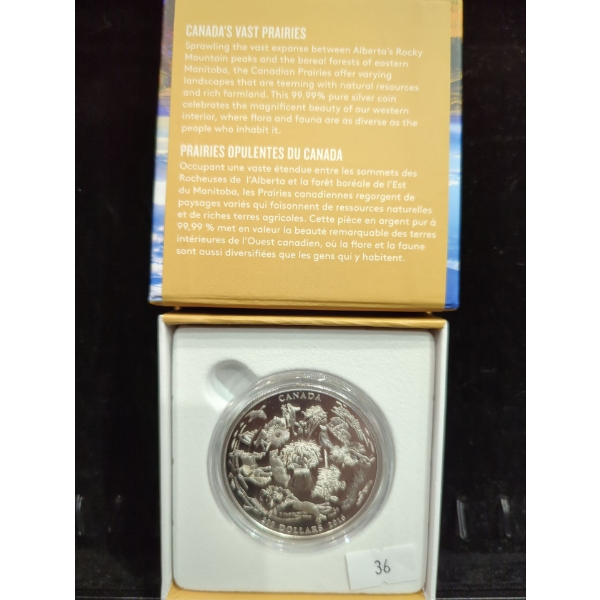 CANADA'S VAST PRAIRIES
Sprawling the vast expanse between Alberta's Rocky
Mountain peaks and the boreal forests of eastern
Manitoba, the Canadian Prairies offer varying
landscapes that are teeming with natural resources
and rich farmland. This 99.99% pure silver coin
celebrates the magnificent beauty of our western
interior, where flora and fauna are as diverse as the
people who inhabit it.
PRAIRIES OPULENTES DU CANADA
Occupant une vaste étendue entre les sommets des
Rocheuses de l'Alberta et la forêt boréale de l'Est
du Manitoba, les Prairies canadiennes regorgent de
paysages variés qui foisonnent de ressources naturelles
et de riches terres agricoles. Cette pièce en argent pur à
99,99 % met en valeur la beauté remarquable des terres
intérieures de l'Ouest canadien, où la flore et la faune
sont aussi diversifiées que les gens qui y habitent.
CANADA
DOLLARS 2016
36